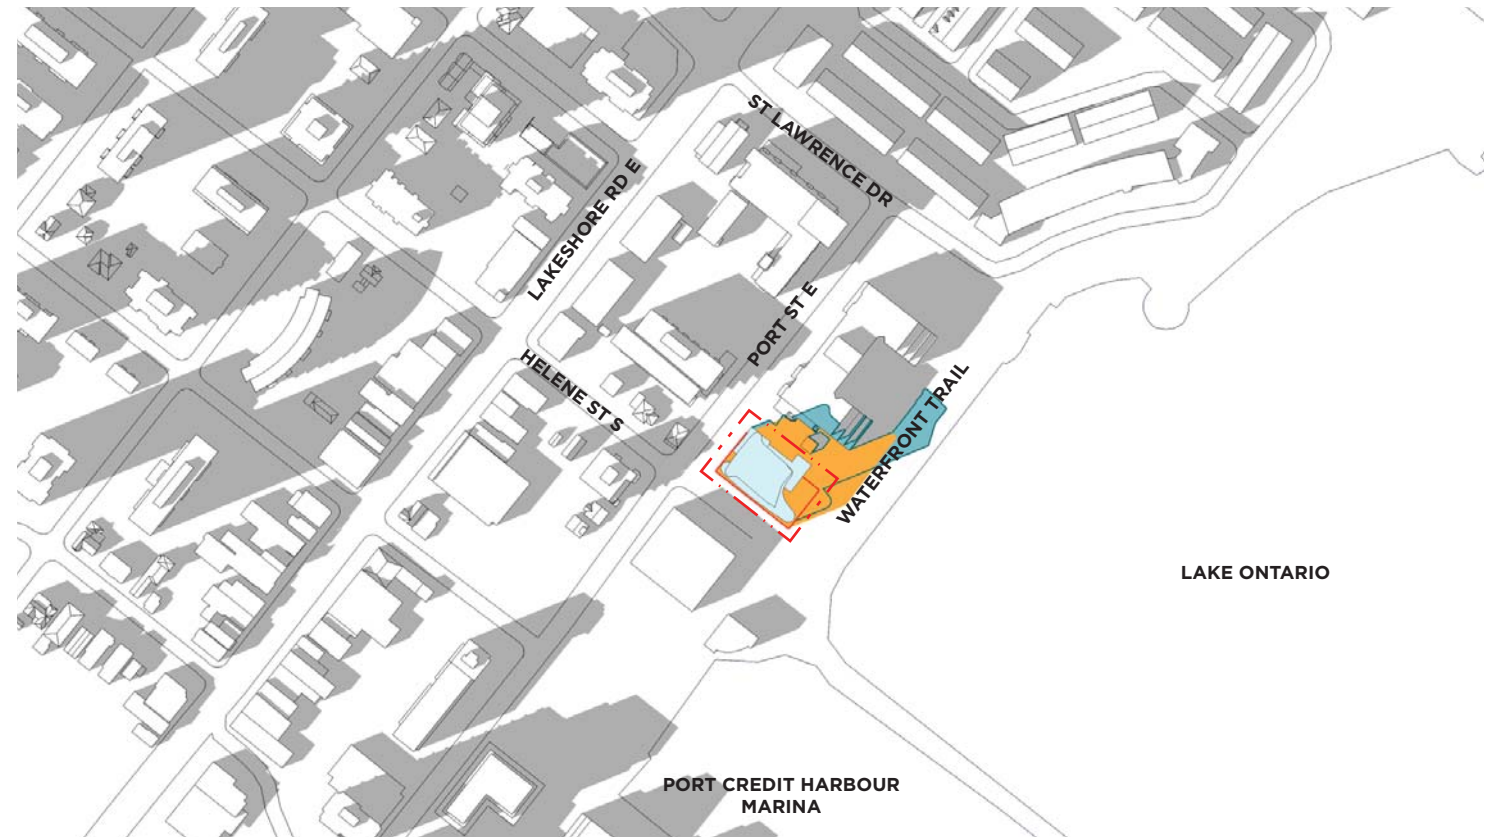 ST LAWRENCE DR
LAKESHORE RD E
PORT ST E
HELENE ST S
WATERFRONT TRAIL
LAKE ONTARIO
PORT CREDIT HARBOUR
MARINA